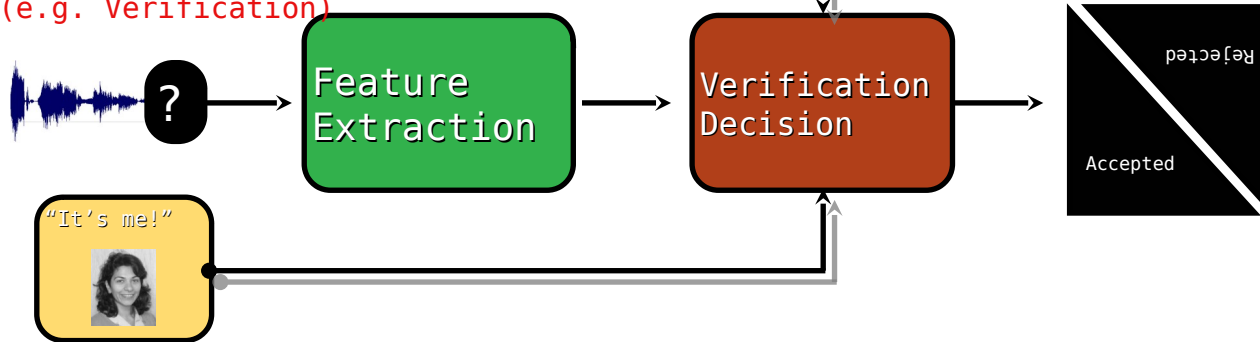 (e.g. Verification)
?
Feature
Extraction
Verification
Decision
Rejected
Accepted
“It’s me!”